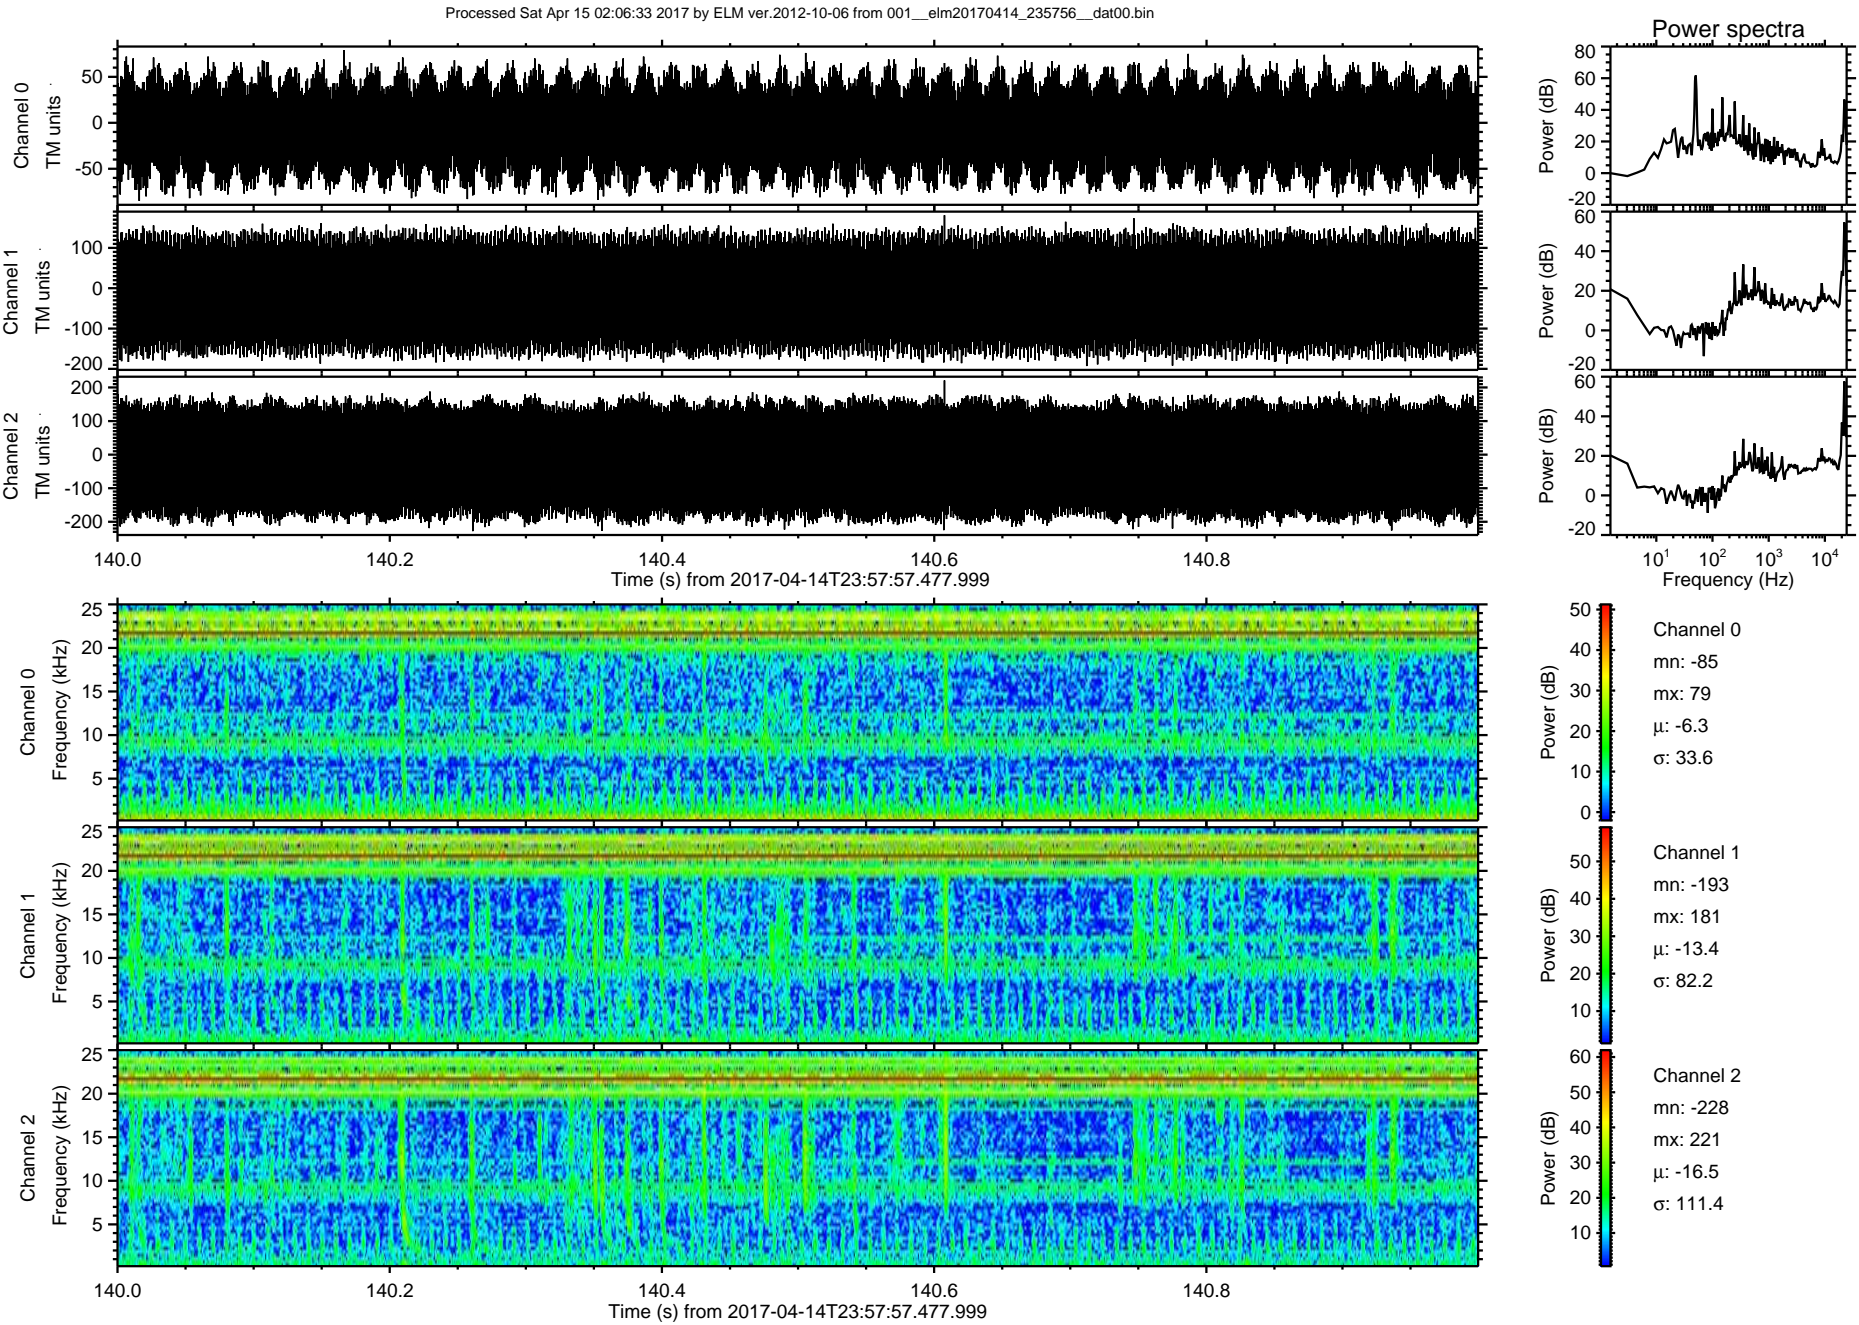 Processed Sat Apr 15 02:06:33 2017 by ELM ver.2012-10-06 from 001__elm20170414_235756__dat00.bin
Power spectra
Channel 0
TM units
50
0
-50
Power (dB)
80
60
40
20
0
-20
Channel 1
TM units
100
0
-100
-200
Power (dB)
60
40
20
0
-20
Channel 2
TM units
200
100
0
-100
-200
Power (dB)
60
40
20
0
-20
140.0 140.2 140.4 140.6 140.8
Time (s) from 2017-04-14T23:57:57.477.999
10^1 10^2 10^3 10^4
Frequency (Hz)
Channel 0
Frequency (kHz)
25
20
15
10
5
Power (dB)
50
40
30
20
10
0
Channel 0
mn: -85
mx: 79
µ: -6.3
σ: 33.6
Channel 1
Frequency (kHz)
25
20
15
10
5
Power (dB)
50
40
30
20
10
Channel 1
mn: -193
mx: 181
µ: -13.4
σ: 82.2
Channel 2
Frequency (kHz)
25
20
15
10
5
Power (dB)
60
50
40
30
20
10
Channel 2
mn: -228
mx: 221
µ: -16.5
σ: 111.4
140.0 140.2 140.4 140.6 140.8
Time (s) from 2017-04-14T23:57:57.477.999